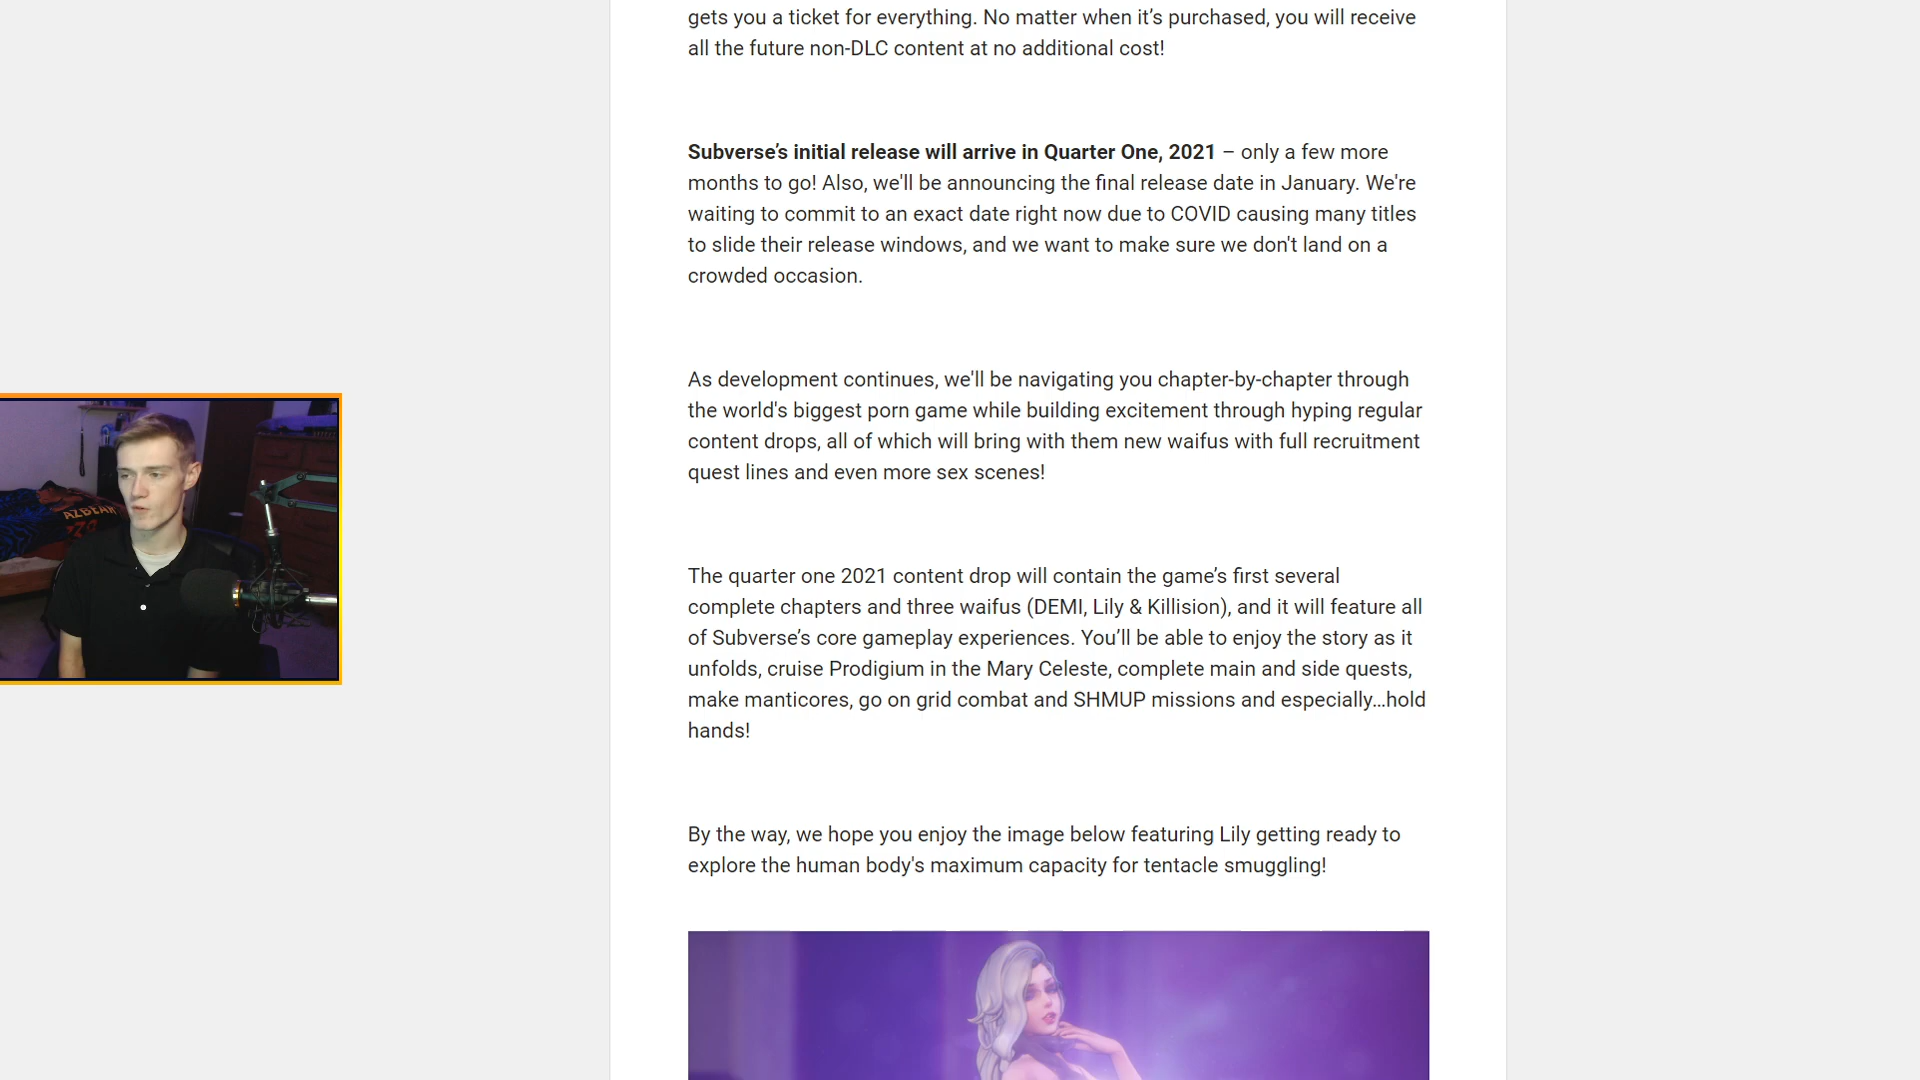 gets you a ticket for everything. No matter when it’s purchased, you will receive
all the future non-DLC content at no additional cost!
Subverse’s initial release will arrive in Quarter One, 2021 – only a few more
months to go! Also, we'll be announcing the final release date in January. We're
waiting to commit to an exact date right now due to COVID causing many titles
to slide their release windows, and we want to make sure we don't land on a
crowded occasion.
As development continues, we'll be navigating you chapter-by-chapter through
the world's biggest porn game while building excitement through hyping regular
content drops, all of which will bring with them new waifus with full recruitment
quest lines and even more sex scenes!
AZBEAR
The quarter one 2021 content drop will contain the game’s first several
complete chapters and three waifus (DEMI, Lily & Killision), and it will feature all
of Subverse’s core gameplay experiences. You’ll be able to enjoy the story as it
unfolds, cruise Prodigium in the Mary Celeste, complete main and side quests,
make manticores, go on grid combat and SHMUP missions and especially…hold
hands!
By the way, we hope you enjoy the image below featuring Lily getting ready to
explore the human body's maximum capacity for tentacle smuggling!